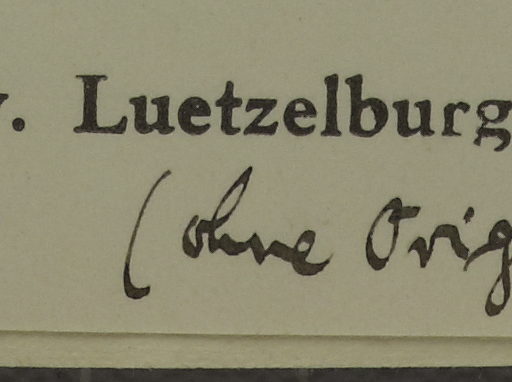 v. Luetzelburg
(ohne Orig